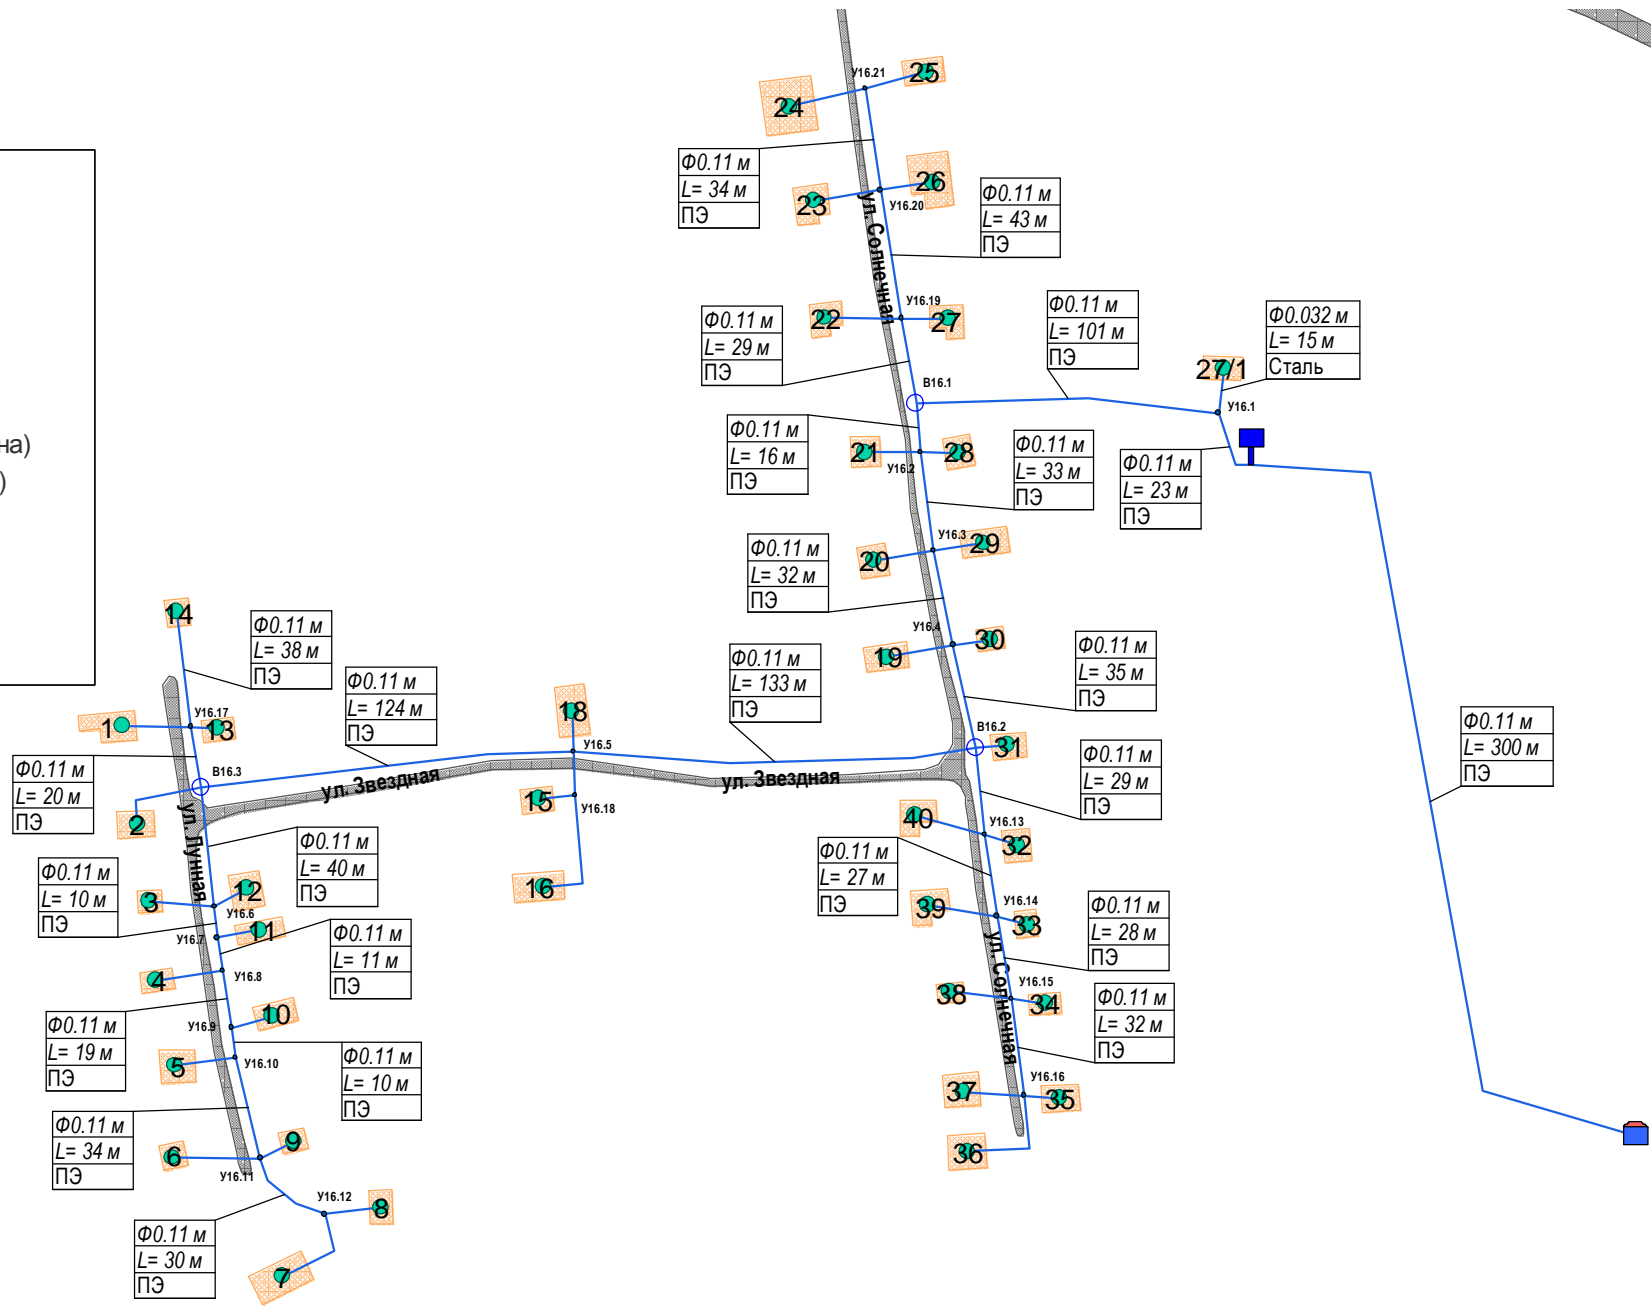 У16.21
25
24
Ф0.11 м
L= 34 м
ПЭ
26
23
У16.20
ул. Солнечная
Ф0.11 м
L= 43 м
ПЭ
У16.19
22
27
Ф0.11 м
L= 29 м
ПЭ
Ф0.11 м
L= 101 м
ПЭ
Ф0.032 м
L= 15 м
Сталь
27/1
В16.1
У16.1
Ф0.11 м
L= 16 м
ПЭ
21
28
У16.2
Ф0.11 м
L= 33 м
ПЭ
Ф0.11 м
L= 23 м
ПЭ
на)
)
У16.3
29
20
Ф0.11 м
L= 32 м
ПЭ
У16.4
30
19
14
Ф0.11 м
L= 38 м
ПЭ
Ф0.11 м
L= 124 м
ПЭ
Ф0.11 м
L= 133 м
ПЭ
Ф0.11 м
L= 35 м
ПЭ
1
У16.17
13
18
У16.5
В16.2
31
Ф0.11 м
L= 300 м
ПЭ
Ф0.11 м
L= 20 м
ПЭ
В16.3
2
ул. Звездная
ул. Звездная
Ф0.11 м
L= 29 м
ПЭ
15
У16.18
40
У16.13
32
ул. Лунная
Ф0.11 м
L= 40 м
ПЭ
Ф0.11 м
L= 27 м
ПЭ
Ф0.11 м
L= 10 м
ПЭ
3
12
16
У16.6
39
У16.14
33
Ф0.11 м
L= 28 м
ПЭ
У16.7
11
Ф0.11 м
L= 11 м
ПЭ
ул. Солнечная
4
У16.8
38
У16.15
34
Ф0.11 м
L= 32 м
ПЭ
Ф0.11 м
L= 19 м
ПЭ
У16.9
10
5
У16.10
Ф0.11 м
L= 10 м
ПЭ
37
У16.16
35
Ф0.11 м
L= 34 м
ПЭ
6
9
36
У16.11
У16.12
8
Ф0.11 м
L= 30 м
ПЭ
7